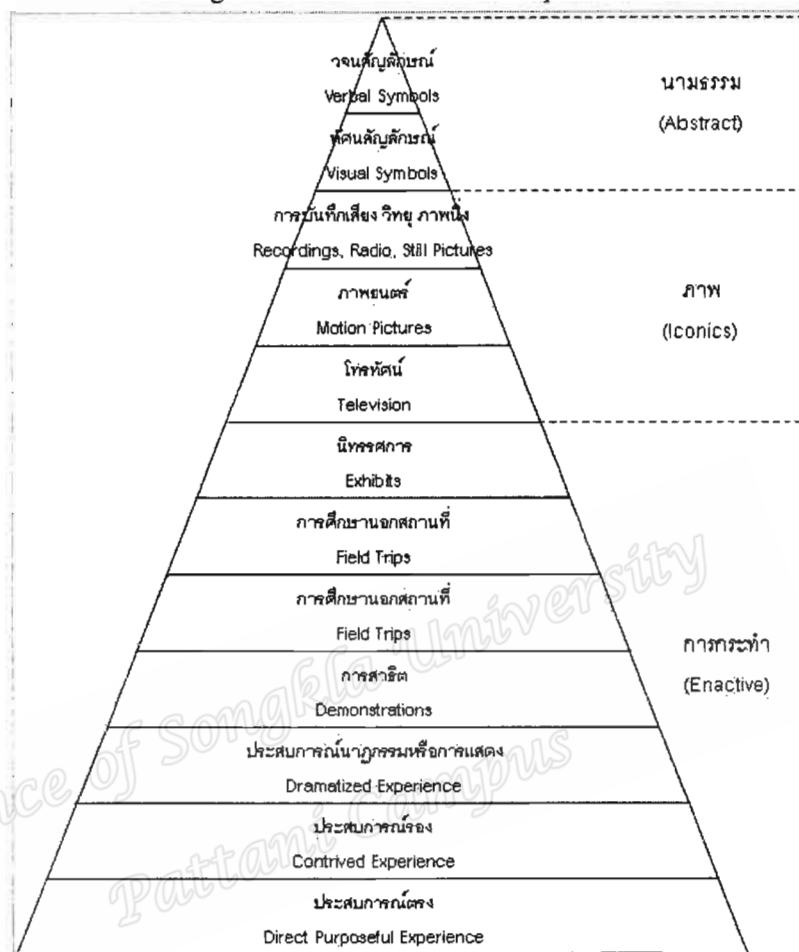 วจนสัญลักษณ์
Verbal Symbols
ทัศนสัญลักษณ์
Visual Symbols
นามธรรม
(Abstract)
การบันทึกเสียง วิทยุ ภาพนิ่ง
Recordings, Radio, Still Pictures
ภาพยนตร์
Motion Pictures
โทรทัศน์
Television
ภาพ
(Iconics)
นิทรรศการ
Exhibits
การศึกษานอกสถานที่
Field Trips
การศึกษานอกสถานที่
Field Trips
การสาธิต
Demonstrations
ประสบการณ์นาฏกรรมหรือการแสดง
Dramatized Experience
ประสบการณ์รอง
Contrived Experience
ประสบการณ์ตรง
Direct Purposeful Experience
การกระทำ
(Enactive)
of Songkla University
Pattani Campus